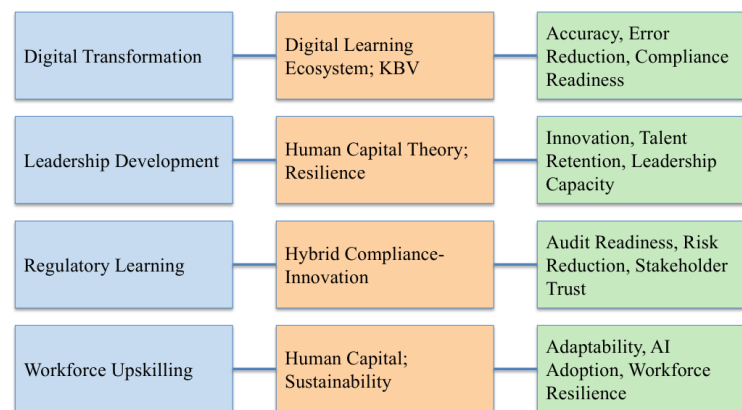 Digital Transformation
Digital Learning
Ecosystem; KBV
Accuracy, Error
Reduction, Compliance
Readiness
Leadership Development
Human Capital Theory;
Resilience
Innovation, Talent
Retention, Leadership
Capacity
Regulatory Learning
Hybrid Compliance-
Innovation
Audit Readiness, Risk
Reduction, Stakeholder
Trust
Workforce Upskilling
Human Capital;
Sustainability
Adaptability, AI
Adoption, Workforce
Resilience